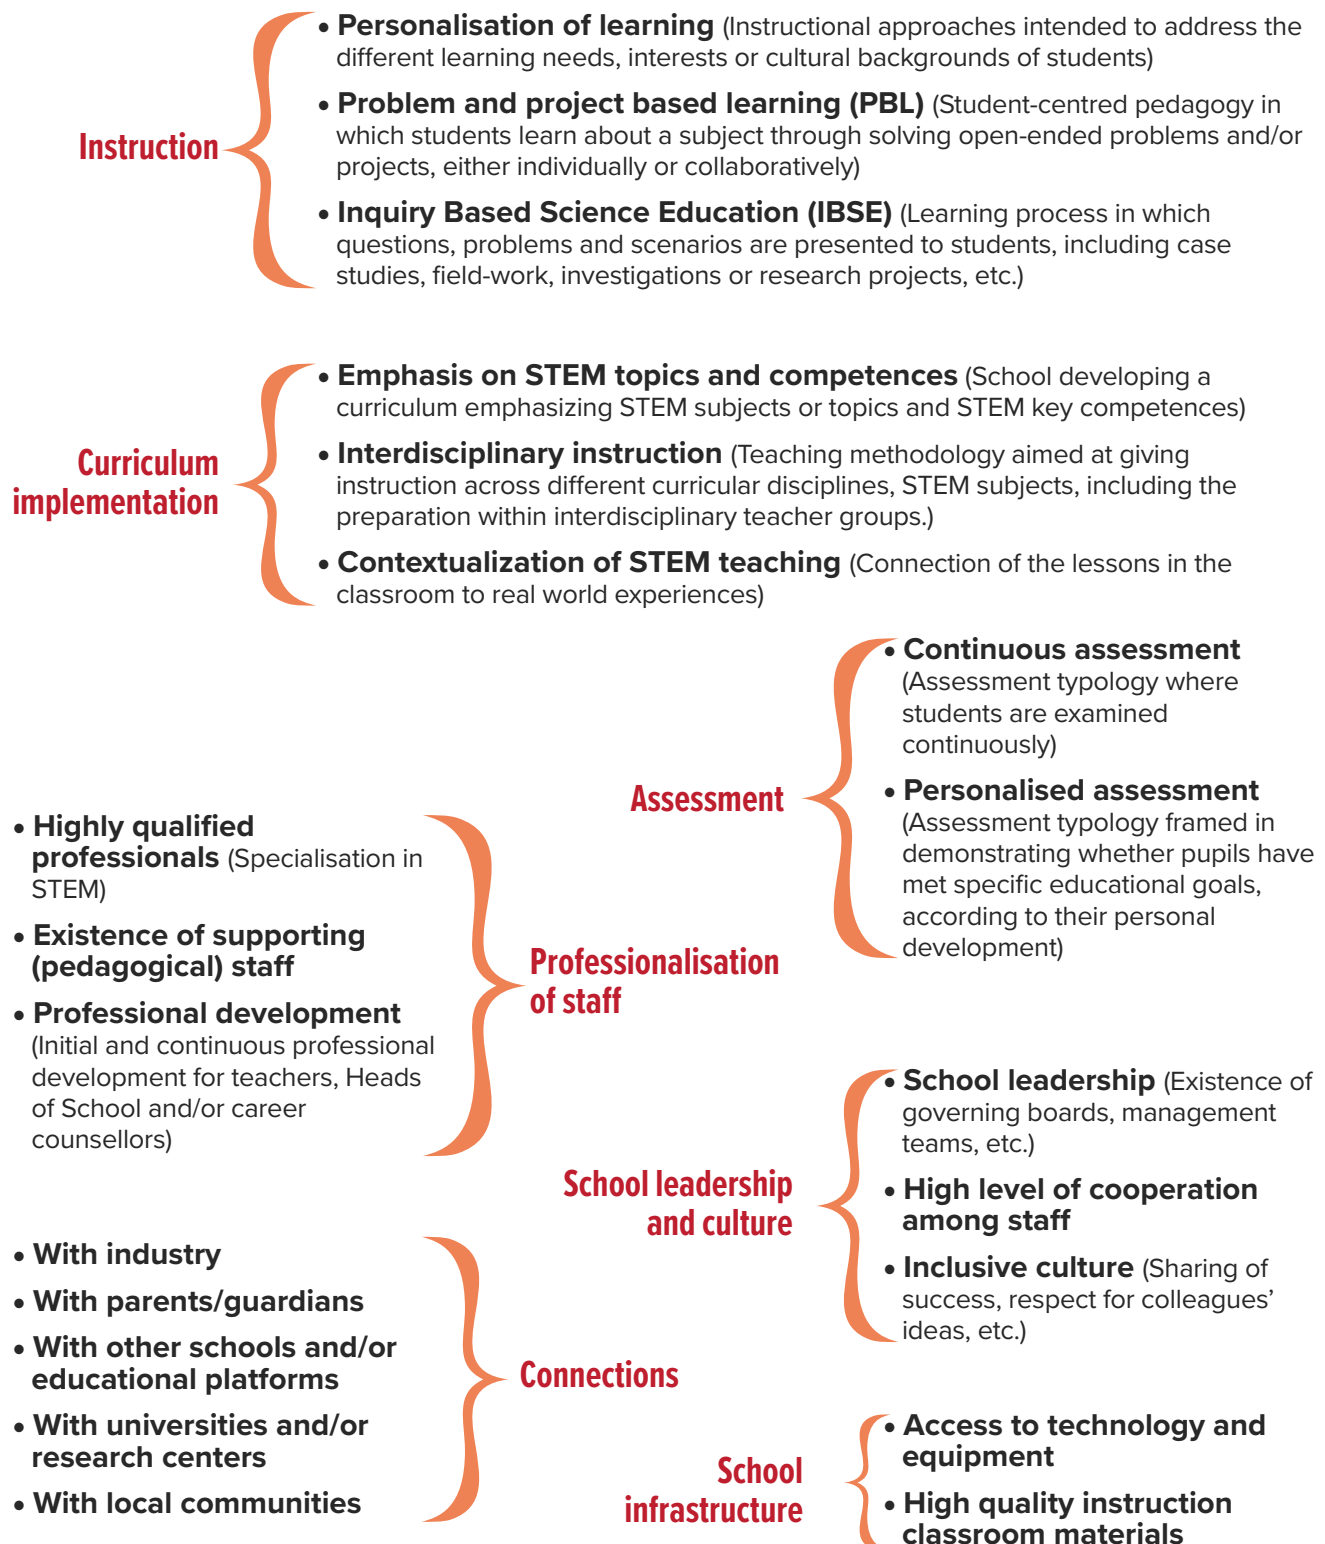 Instruction
• Personalisation of learning (Instructional approaches intended to address the
different learning needs, interests or cultural backgrounds of students)
• Problem and project based learning (PBL) (Student-centred pedagogy in
which students learn about a subject through solving open-ended problems and/or
projects, either individually or collaboratively)
• Inquiry Based Science Education (IBSE) (Learning process in which
questions, problems and scenarios are presented to students, including case
studies, field-work, investigations or research projects, etc.)
Curriculum
implementation
• Emphasis on STEM topics and competences (School developing a
curriculum emphasizing STEM subjects or topics and STEM key competences)
• Interdisciplinary instruction (Teaching methodology aimed at giving
instruction across different curricular disciplines, STEM subjects, including the
preparation within interdisciplinary teacher groups.)
• Contextualization of STEM teaching (Connection of the lessons in the
classroom to real world experiences)
Assessment
• Continuous assessment
(Assessment typology where
students are examined
continuously)
• Personalised assessment
(Assessment typology framed in
demonstrating whether pupils have
met specific educational goals,
according to their personal
development)
• Highly qualified
professionals (Specialisation in
STEM)
• Existence of supporting
(pedagogical) staff
• Professional development
(Initial and continuous professional
development for teachers, Heads
of School and/or career
counsellors)
Professionalisation
of staff
School leadership
and culture
• School leadership (Existence of
governing boards, management
teams, etc.)
• High level of cooperation
among staff
• Inclusive culture (Sharing of
success, respect for colleagues’
ideas, etc.)
• With industry
• With parents/guardians
• With other schools and/or
educational platforms
• With universities and/or
research centers
• With local communities
Connections
School
infrastructure
• Access to technology and
equipment
• High quality instruction
classroom materials